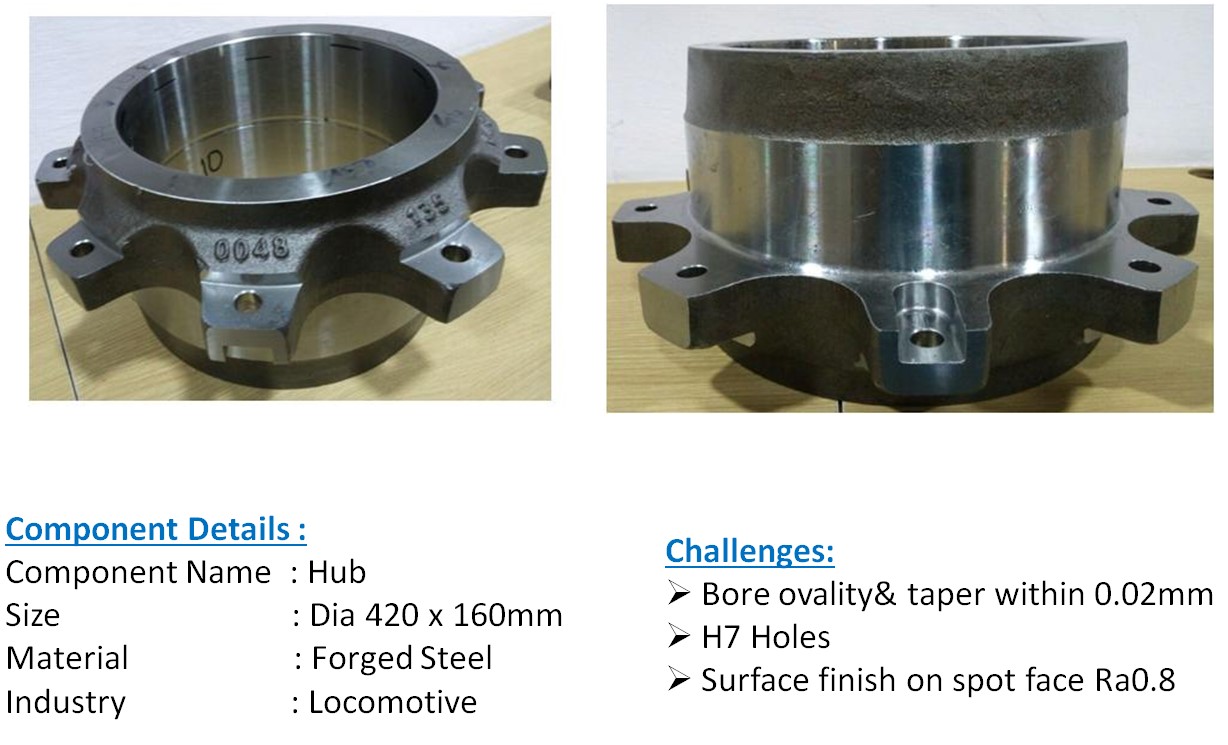 10
0048
135
Component Details :
Component Name : Hub
Size : Dia 420 x 160mm
Material : Forged Steel
Industry : Locomotive
Challenges:
➢ Bore ovality& taper within 0.02mm
➢ H7 Holes
➢ Surface finish on spot face Ra0.8